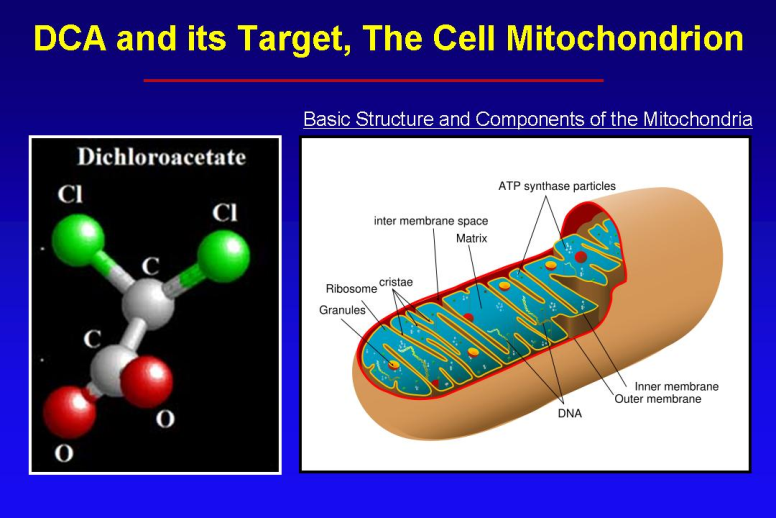 DCA and its Target, The Cell Mitochondrion
Basic Structure and Components of the Mitochondria
Dichloroacetate
Cl
Cl
C
C
O
O
ATP synthase particles
inter membrane space
Matrix
cristae
Ribosome
Granules
Inner membrane
Outer membrane
DNA